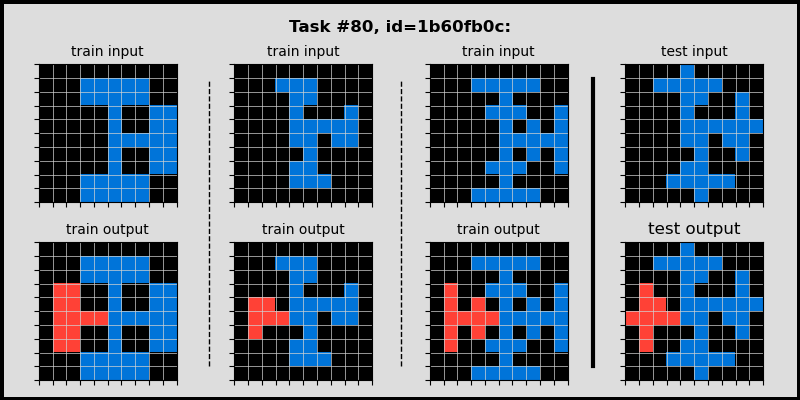 Task #80, id=1b60fb0c:
train input
train input
train input
test input
train output
train output
train output
test output